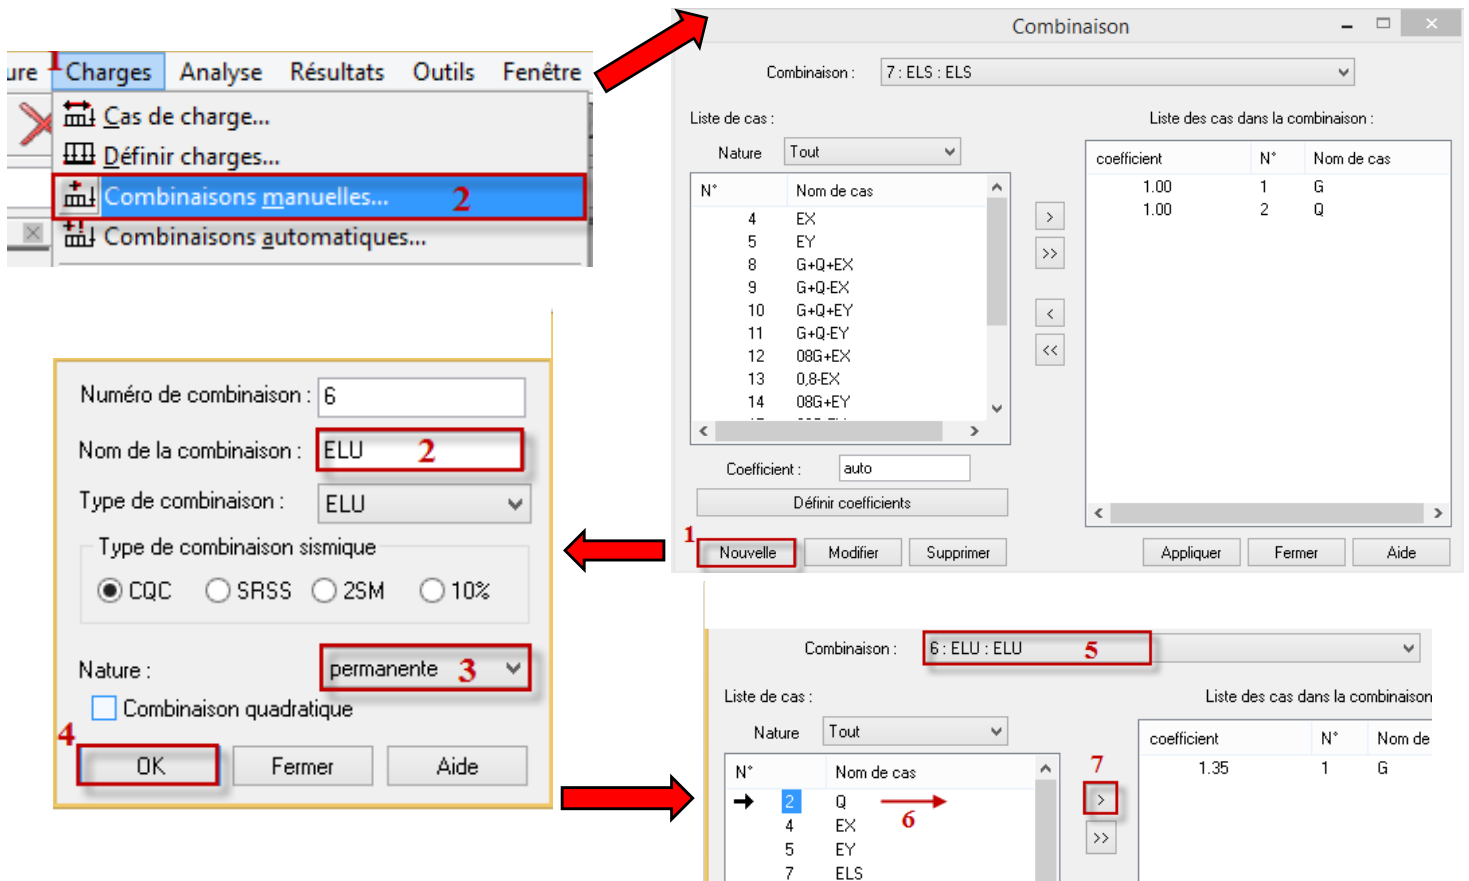 1
ure Charges Analyse Résultats Outils Fenêtre
Cas de charge...
Définir charges...
Combinaisons manuelles... 2
Combinaisons automatiques...
Combinaison
Combinaison : 7 : ELS : ELS
Liste de cas :
Liste des cas dans la combinaison :
Nature Tout
N° Nom de cas
4 EX
5 EY
8 G+Q+EX
9 G+Q-EX
10 G+Q+EY
11 G+Q-EY
12 08G+EX
13 0,8-EX
14 08G+EY
>
>>
<
<<
coefficient N° Nom de cas
1.00 1 G
1.00 2 Q
Coefficient : auto
Définir coefficients
1
Nouvelle Modifier Supprimer Appliquer Fermer Aide
Numéro de combinaison : 6
Nom de la combinaison : ELU 2
Type de combinaison : ELU
Type de combinaison sismique
CQC SRSS 2SM 10%
Nature : permanente 3
Combinaison quadratique
4
OK Fermer Aide
Combinaison : 6 : ELU : ELU 5
Liste de cas :
Liste des cas dans la combinaison
Nature Tout
N° Nom de cas
2 Q 6
4 EX
5 EY
7 ELS
7
>
>>
coefficient N° Nom de
1.35 1 G